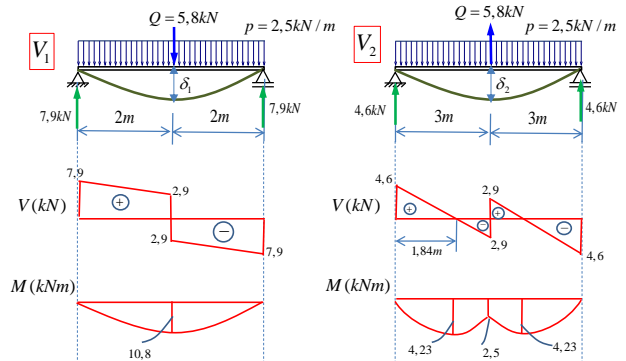 V₁
Q = 5,8kN
p = 2,5kN / m
δ₁
7,9kN
7,9kN
2m
2m
7,9
V (kN)
+
2,9
2,9
−
7,9
M (kNm)
10,8
V₂
Q = 5,8kN
p = 2,5kN / m
δ₂
4,6kN
4,6kN
3m
3m
4,6
2,9
V (kN)
+
−
+
−
1,84m
2,9
4,6
M (kNm)
4,23
2,5
4,23